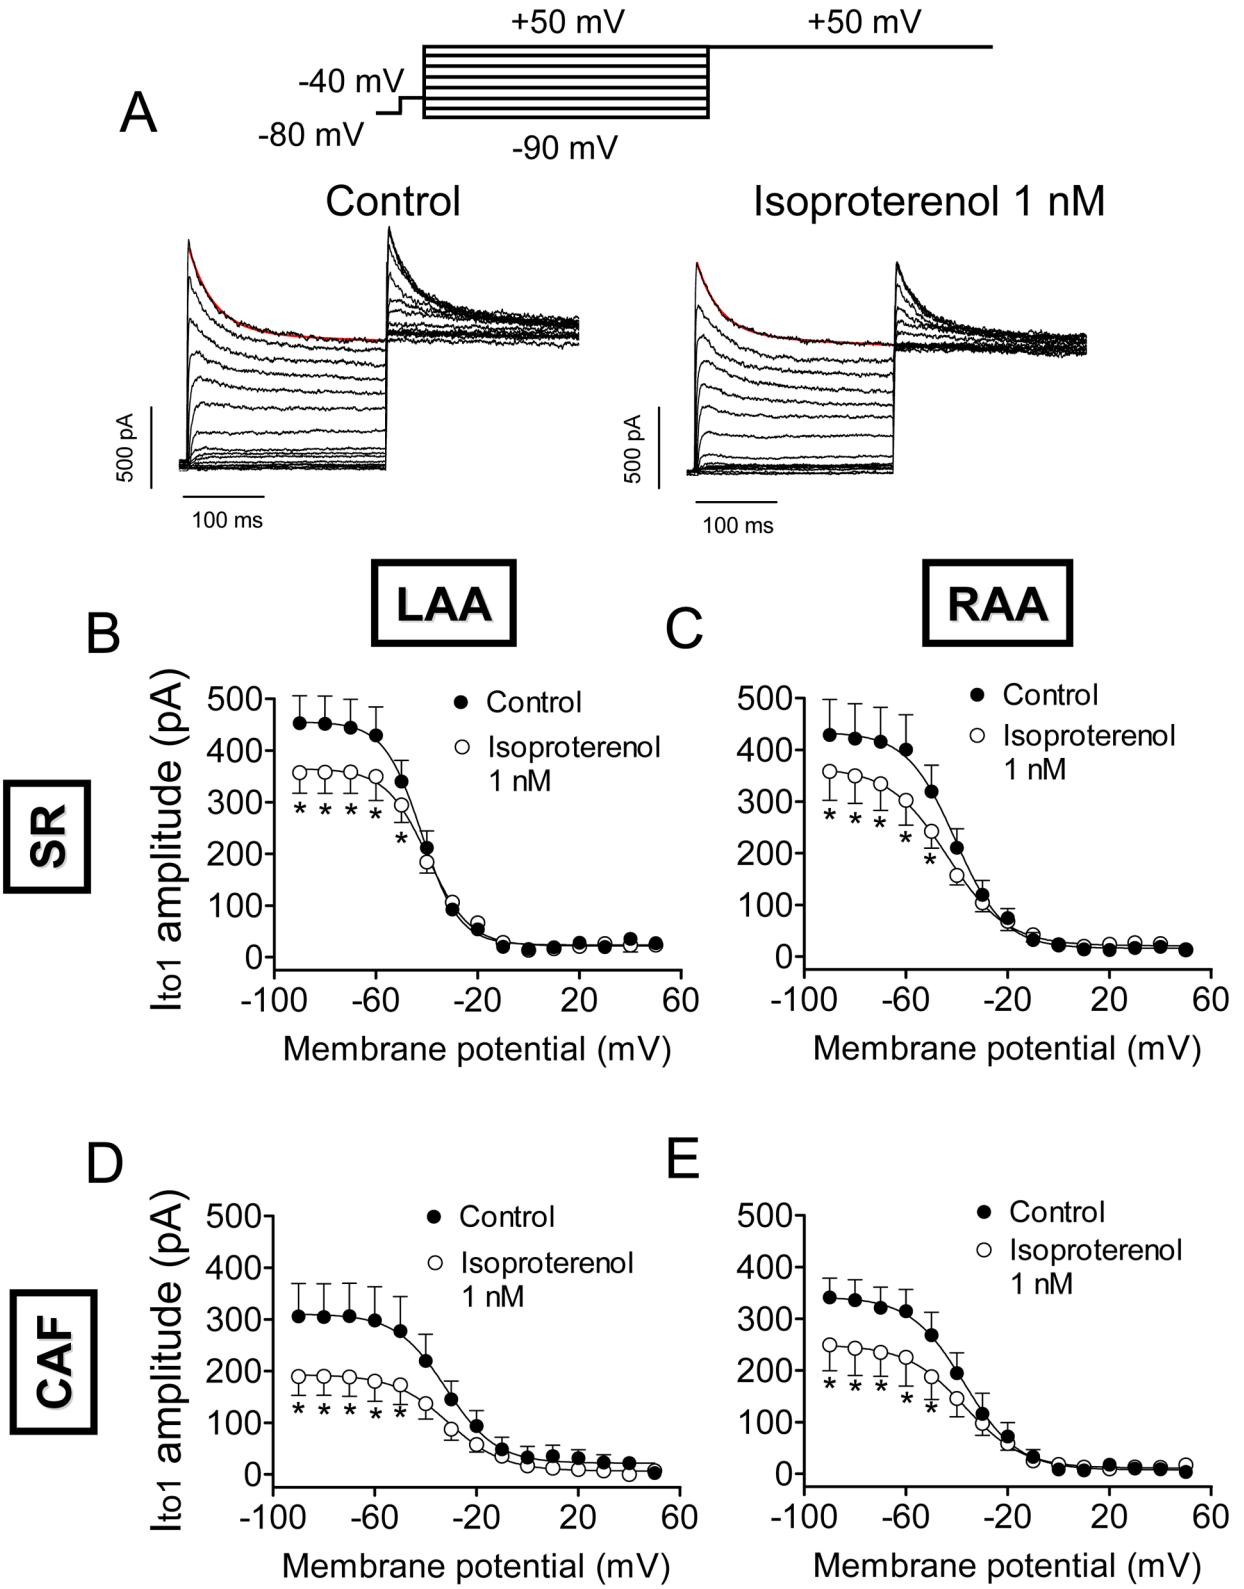 +50 mV +50 mV
-40 mV
A
-80 mV
-90 mV
Control Isoproterenol 1 nM
500 pA 500 pA
100 ms 100 ms
LAA RAA
B C
SR
Ito1 amplitude (pA)
500
400
300
200
100
0
Control
Isoproterenol
1 nM
* * * * *
-100 -60 -20 20 60
Membrane potential (mV)
500
400
300
200
100
0
Control
Isoproterenol
1 nM
* * * * *
-100 -60 -20 20 60
Membrane potential (mV)
D E
CAF
Ito1 amplitude (pA)
500
400
300
200
100
0
Control
Isoproterenol
1 nM
* * * * *
-100 -60 -20 20 60
Membrane potential (mV)
500
400
300
200
100
0
Control
Isoproterenol
1 nM
* * * * *
-100 -60 -20 20 60
Membrane potential (mV)